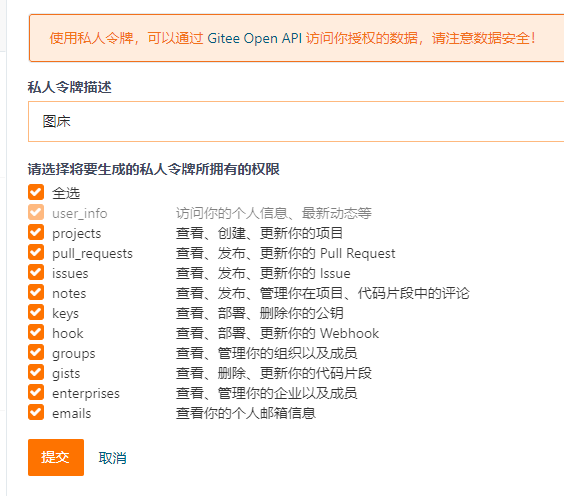 使用私人令牌，可以通过 Gitee Open API 访问你授权的数据，请注意数据安全！
私人令牌描述
图床
请选择将要生成的私人令牌所拥有的权限
全选
user_info 访问你的个人信息、最新动态等
projects 查看、创建、更新你的项目
pull_requests 查看、发布、更新你的 Pull Request
issues 查看、发布、更新你的 Issue
notes 查看、发布、管理你在项目、代码片段中的评论
keys 查看、部署、删除你的公钥
hook 查看、部署、更新你的 Webhook
groups 查看、管理你的组织以及成员
gists 查看、删除、更新你的代码片段
enterprises 查看、管理你的企业以及成员
emails 查看你的个人邮箱信息
提交 取消